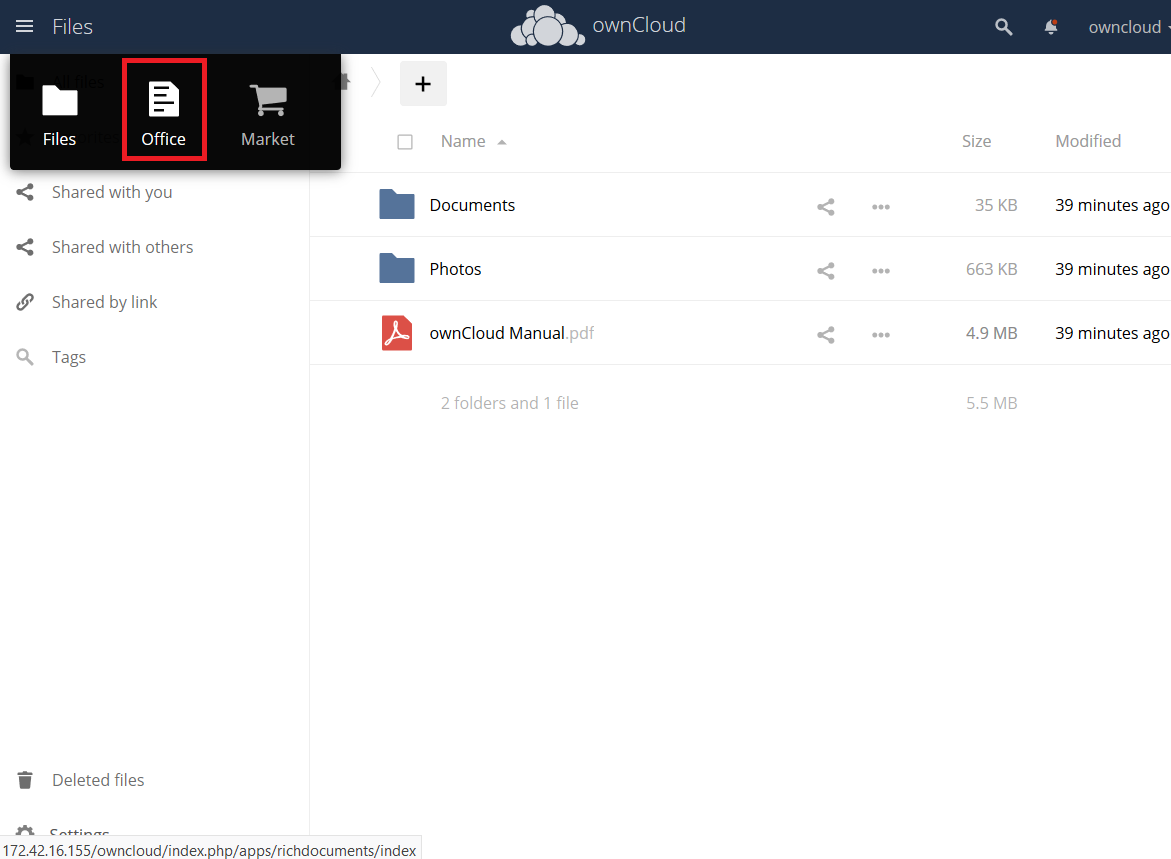 Files
ownCloud
owncloud
All files
Files
Office
Market
Name
Size
Modified
Shared with you
Documents
35 KB
39 minutes ago
Shared with others
Photos
663 KB
39 minutes ago
Shared by link
ownCloud Manual.pdf
4.9 MB
39 minutes ago
Tags
2 folders and 1 file
5.5 MB
Deleted files
Settings
172.42.16.155/owncloud/index.php/apps/richdocuments/index